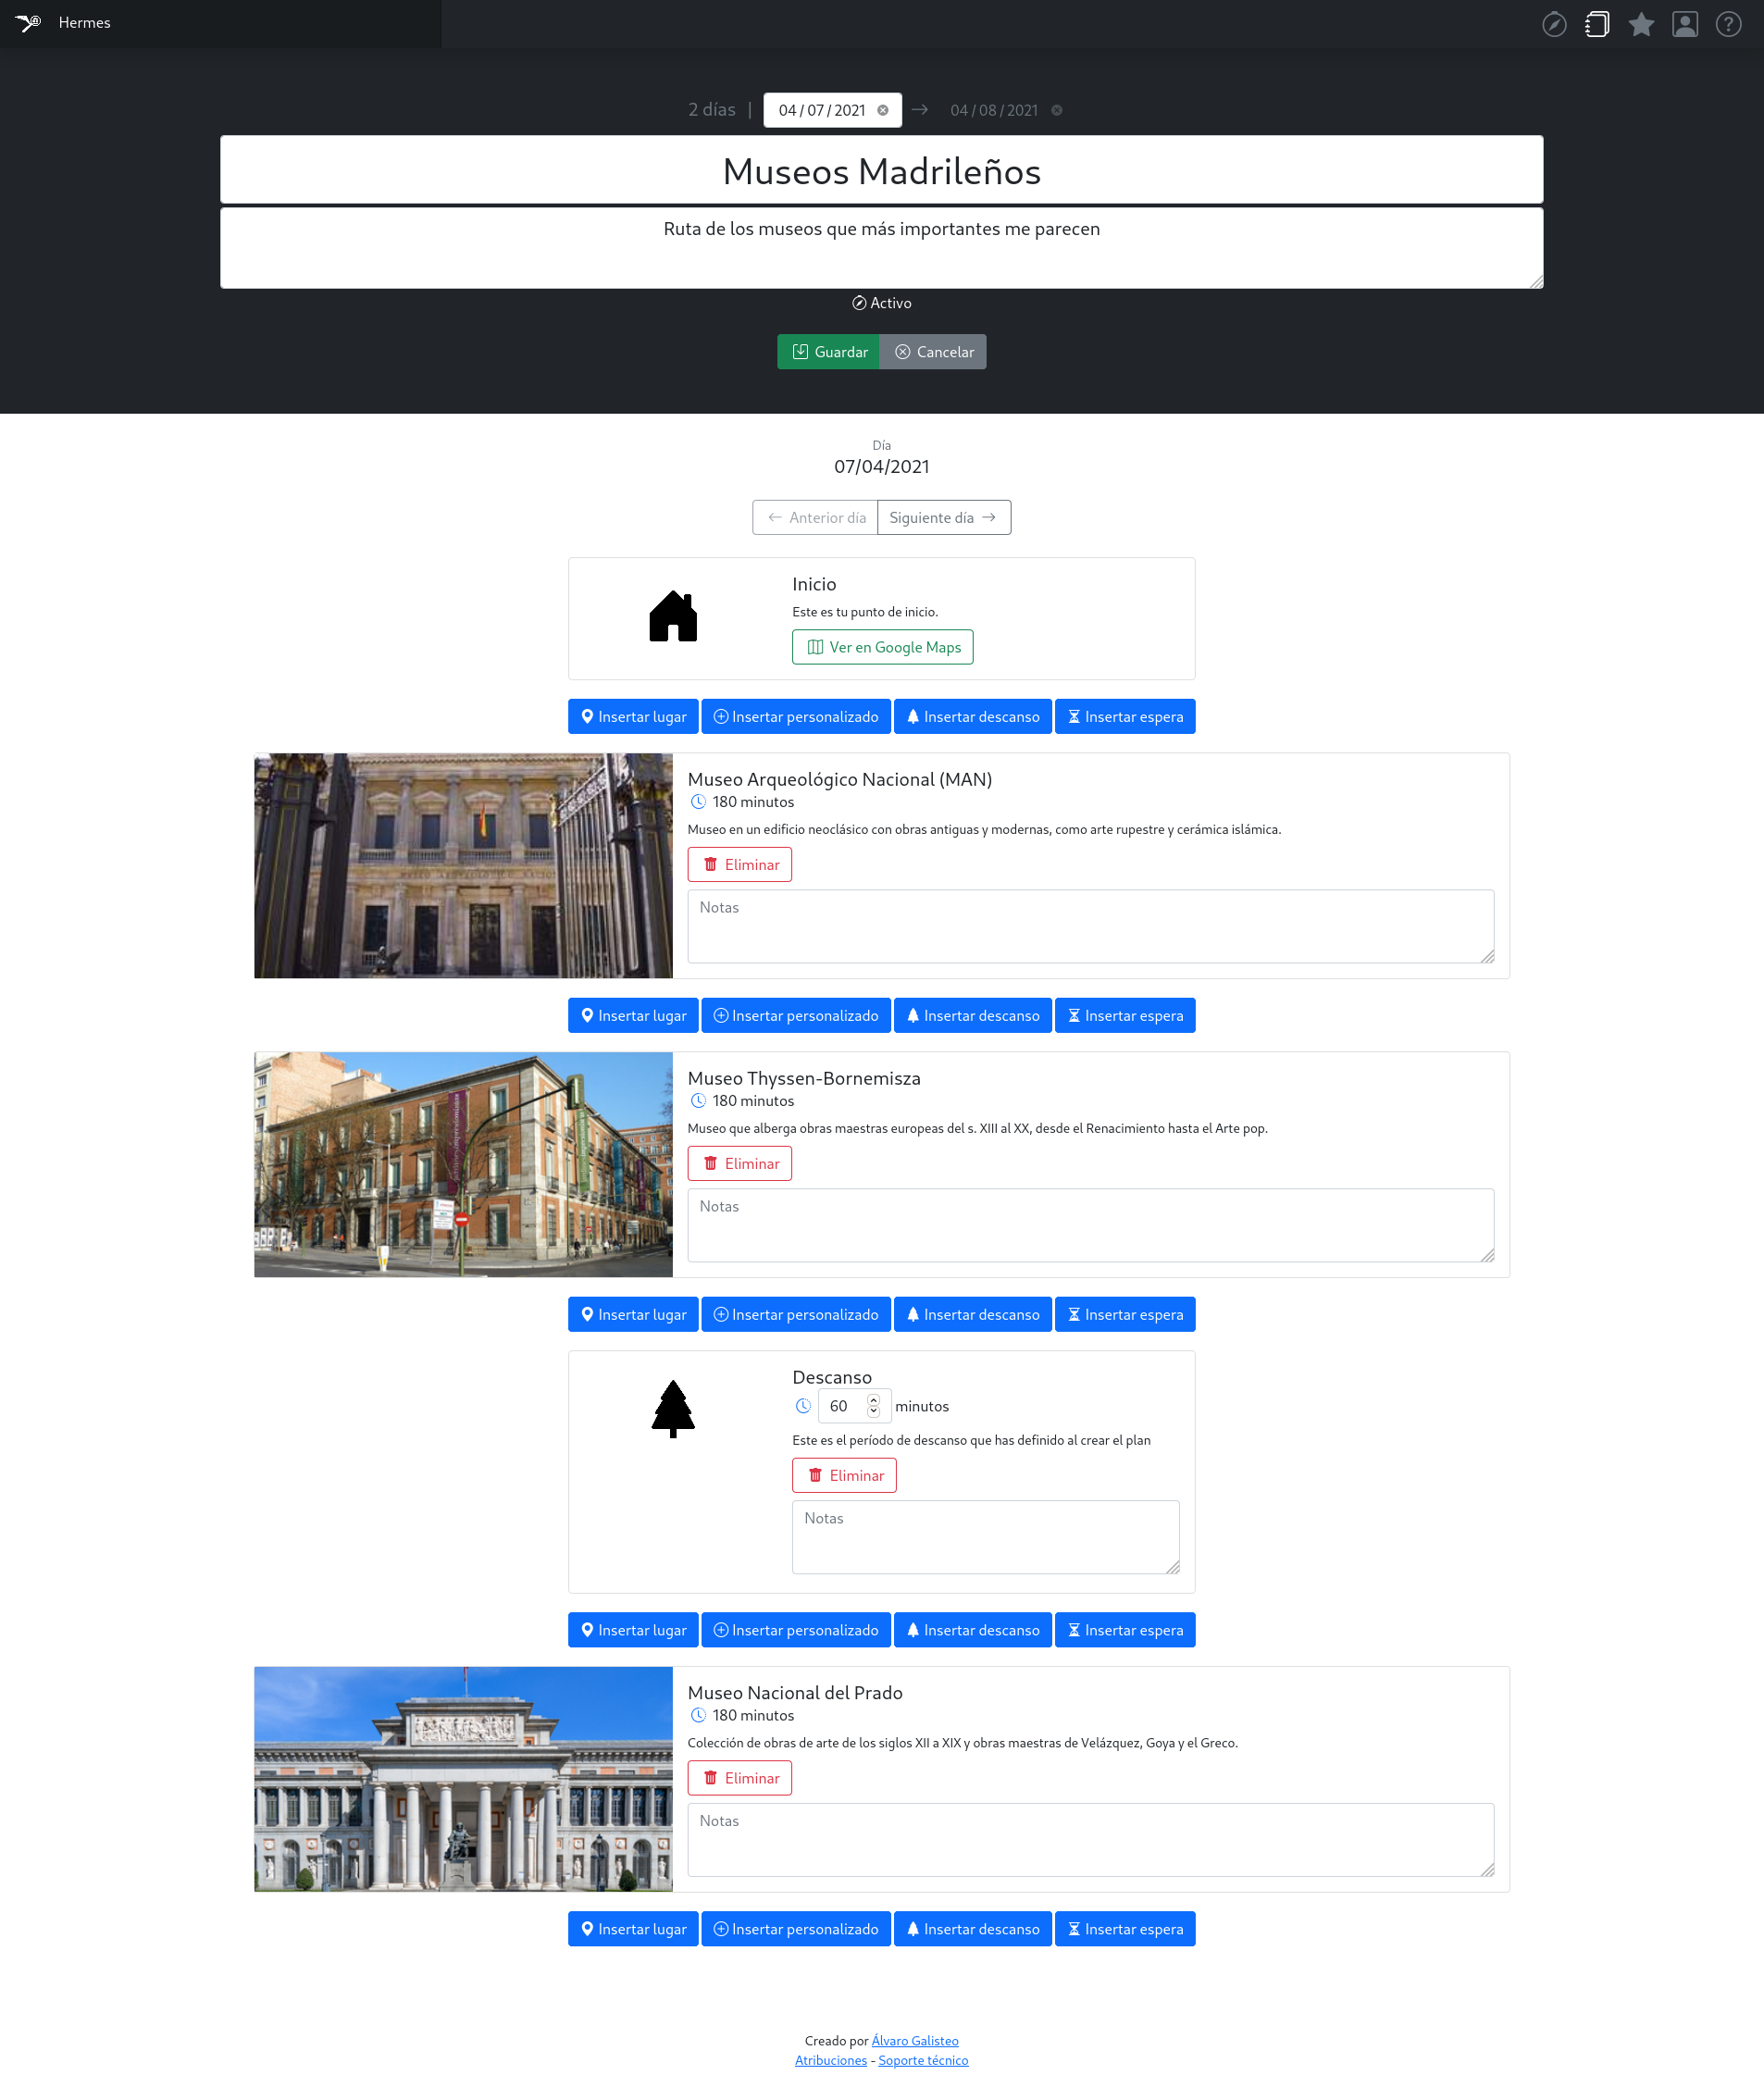 Hermes
2 días | 04 / 07 / 2021 → 04 / 08 / 2021
Museos Madrileños
Ruta de los museos que más importantes me parecen
Activo
Guardar Cancelar
Día
07/04/2021
← Anterior día Siguiente día →
Inicio
Este es tu punto de inicio.
Ver en Google Maps
Insertar lugar Insertar personalizado Insertar descanso Insertar espera
Museo Arqueológico Nacional (MAN)
180 minutos
Museo en un edificio neoclásico con obras antiguas y modernas, como arte rupestre y cerámica islámica.
Eliminar
Notas
Insertar lugar Insertar personalizado Insertar descanso Insertar espera
Museo Thyssen-Bornemisza
180 minutos
Museo que alberga obras maestras europeas del s. XIII al XX, desde el Renacimiento hasta el Arte pop.
Eliminar
Notas
Insertar lugar Insertar personalizado Insertar descanso Insertar espera
Descanso
60 minutos
Este es el período de descanso que has definido al crear el plan
Eliminar
Notas
Insertar lugar Insertar personalizado Insertar descanso Insertar espera
Museo Nacional del Prado
180 minutos
Colección de obras de arte de los siglos XII a XIX y obras maestras de Velázquez, Goya y el Greco.
Eliminar
Notas
Insertar lugar Insertar personalizado Insertar descanso Insertar espera
Creado por Álvaro Galisteo
Atribuciones - Soporte técnico